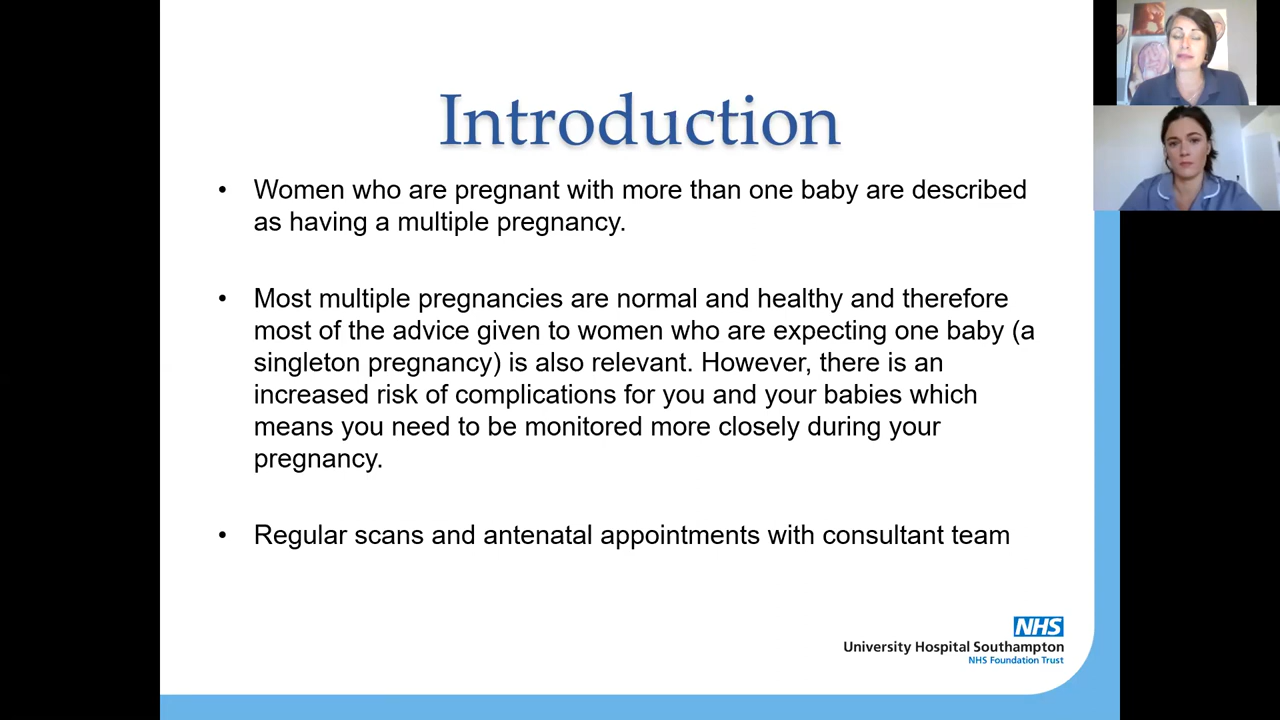 Introduction
• Women who are pregnant with more than one baby are described
as having a multiple pregnancy.
• Most multiple pregnancies are normal and healthy and therefore
most of the advice given to women who are expecting one baby (a
singleton pregnancy) is also relevant. However, there is an
increased risk of complications for you and your babies which
means you need to be monitored more closely during your
pregnancy.
• Regular scans and antenatal appointments with consultant team
NHS
University Hospital Southampton
NHS Foundation Trust